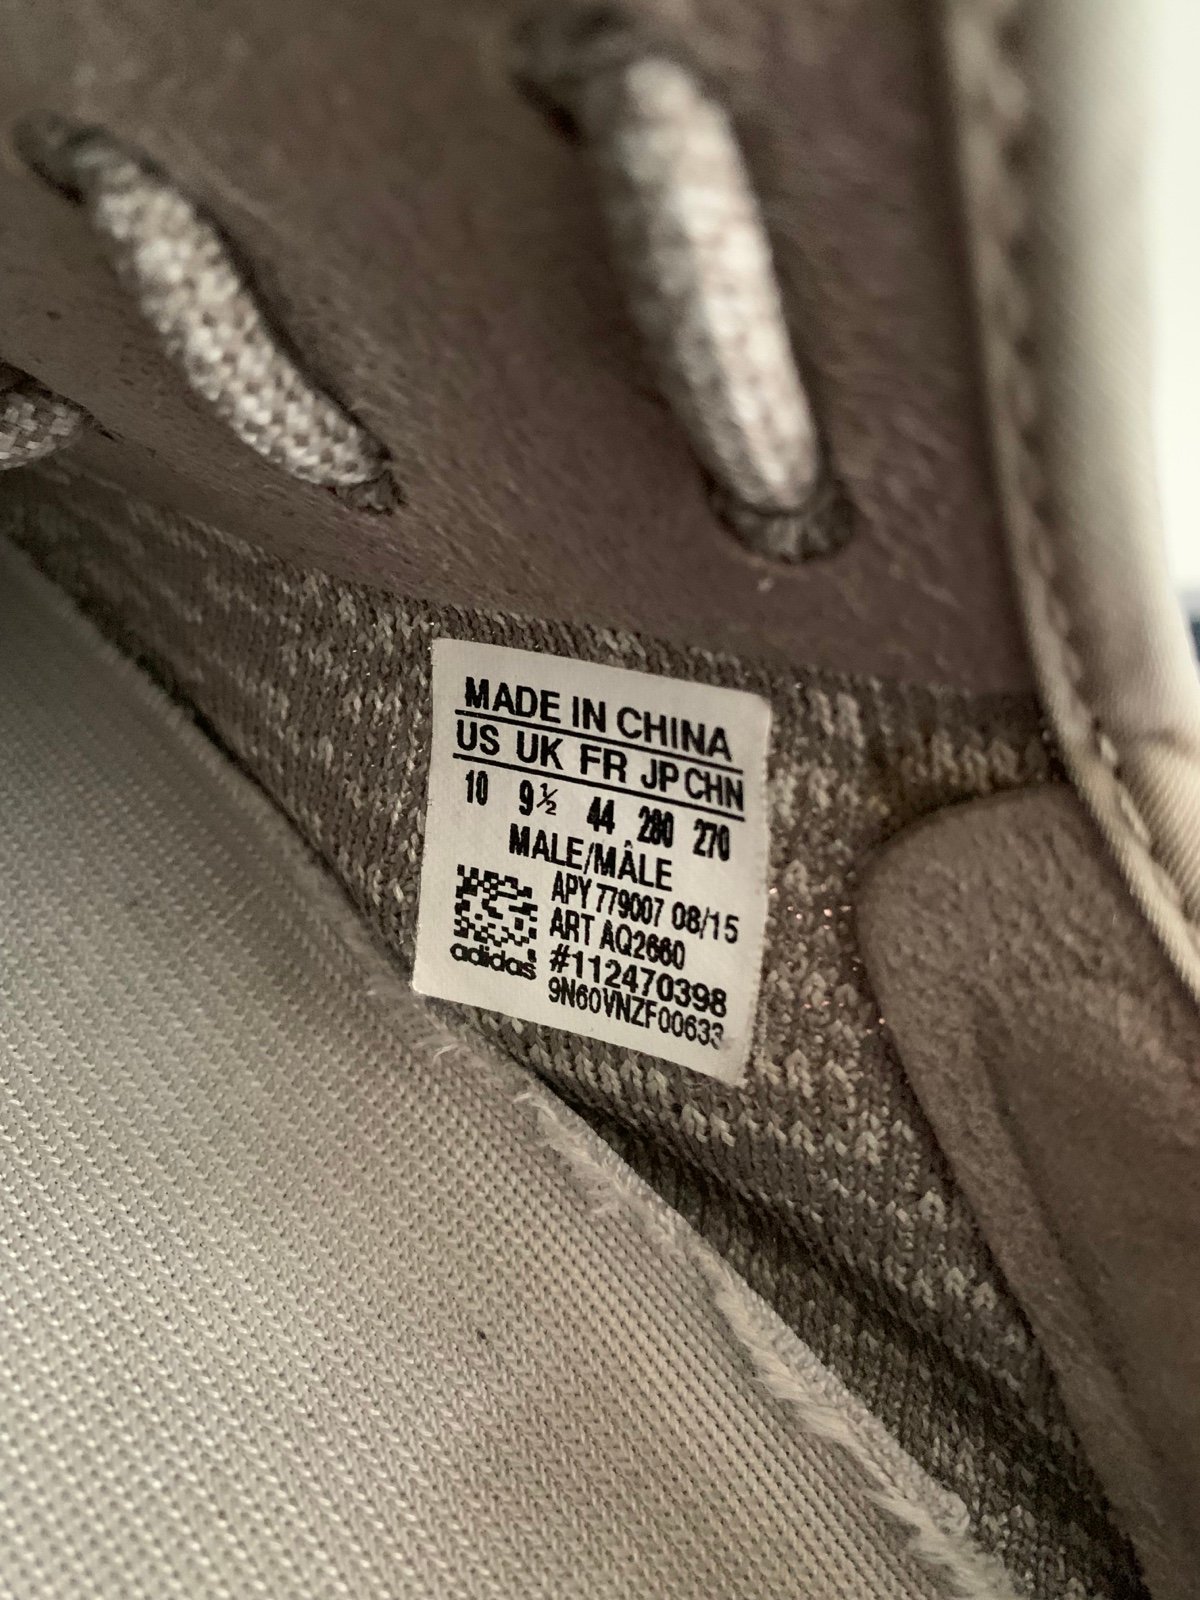 MADE IN CHINA
US UK FR JP CHN
10 9½ 44 280 270
MALE/MÂLE
APY 779007 08/15
ART AQ2660
#112470398
9N60VNZF00633
adidas